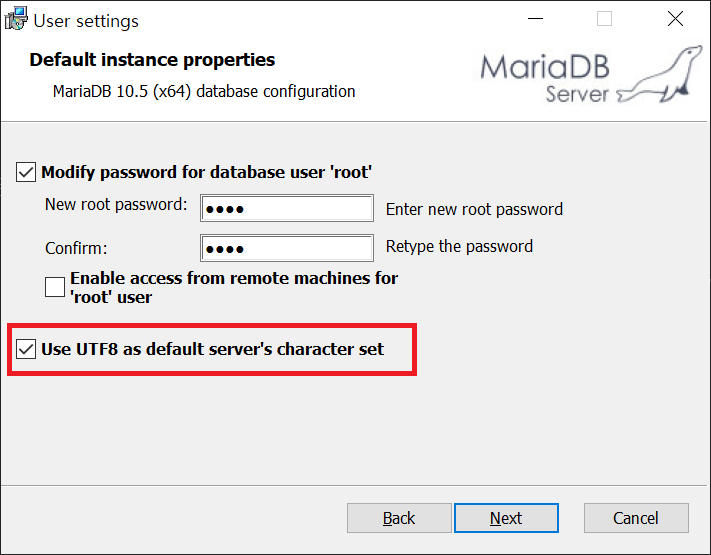 User settings
Default instance properties
MariaDB 10.5 (x64) database configuration
MariaDB
Server
Modify password for database user 'root'
New root password: ●●●● Enter new root password
Confirm: ●●●● Retype the password
Enable access from remote machines for
'root' user
Use UTF8 as default server's character set
Back Next Cancel